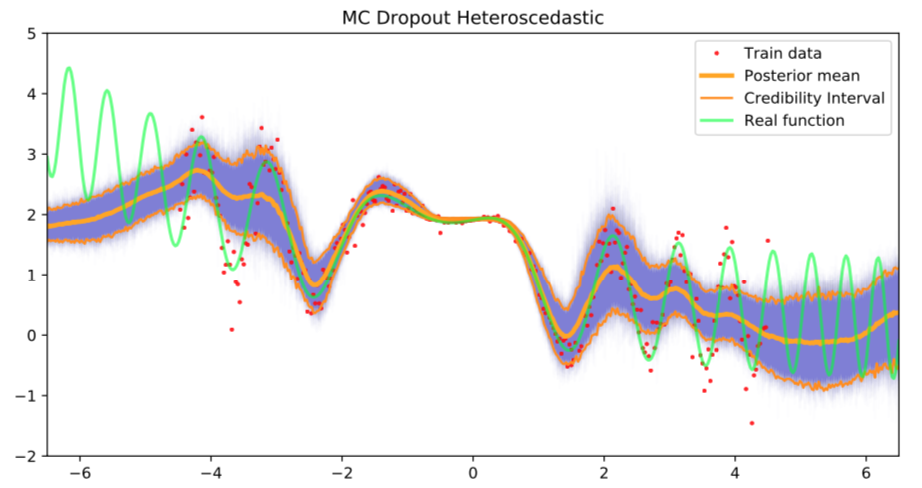 MC Dropout Heteroscedastic
5
4
3
2
1
0
−1
−2
Train data
Posterior mean
Credibility Interval
Real function
−6 −4 −2 0 2 4 6